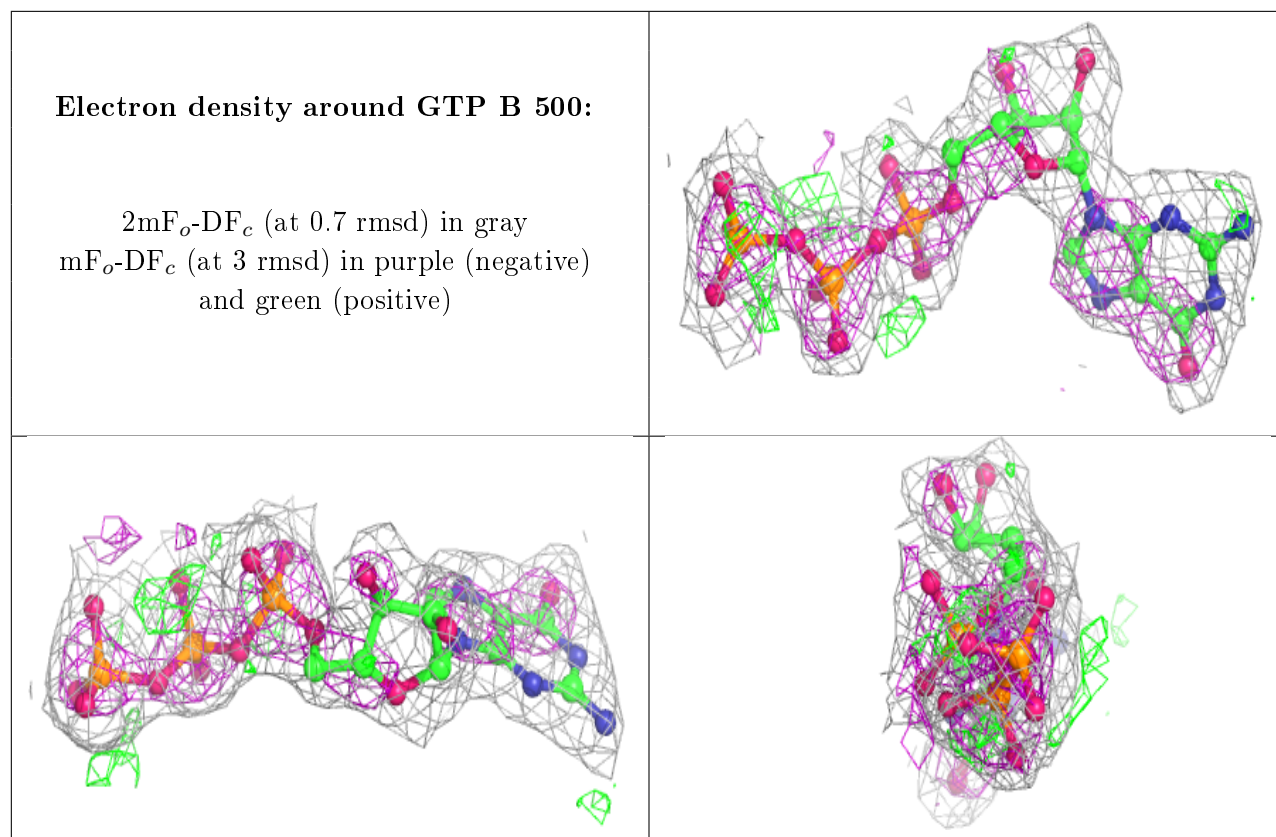 Electron density around GTP B 500:
2mFₒ-DF𝒸 (at 0.7 rmsd) in gray
mFₒ-DF𝒸 (at 3 rmsd) in purple (negative)
and green (positive)